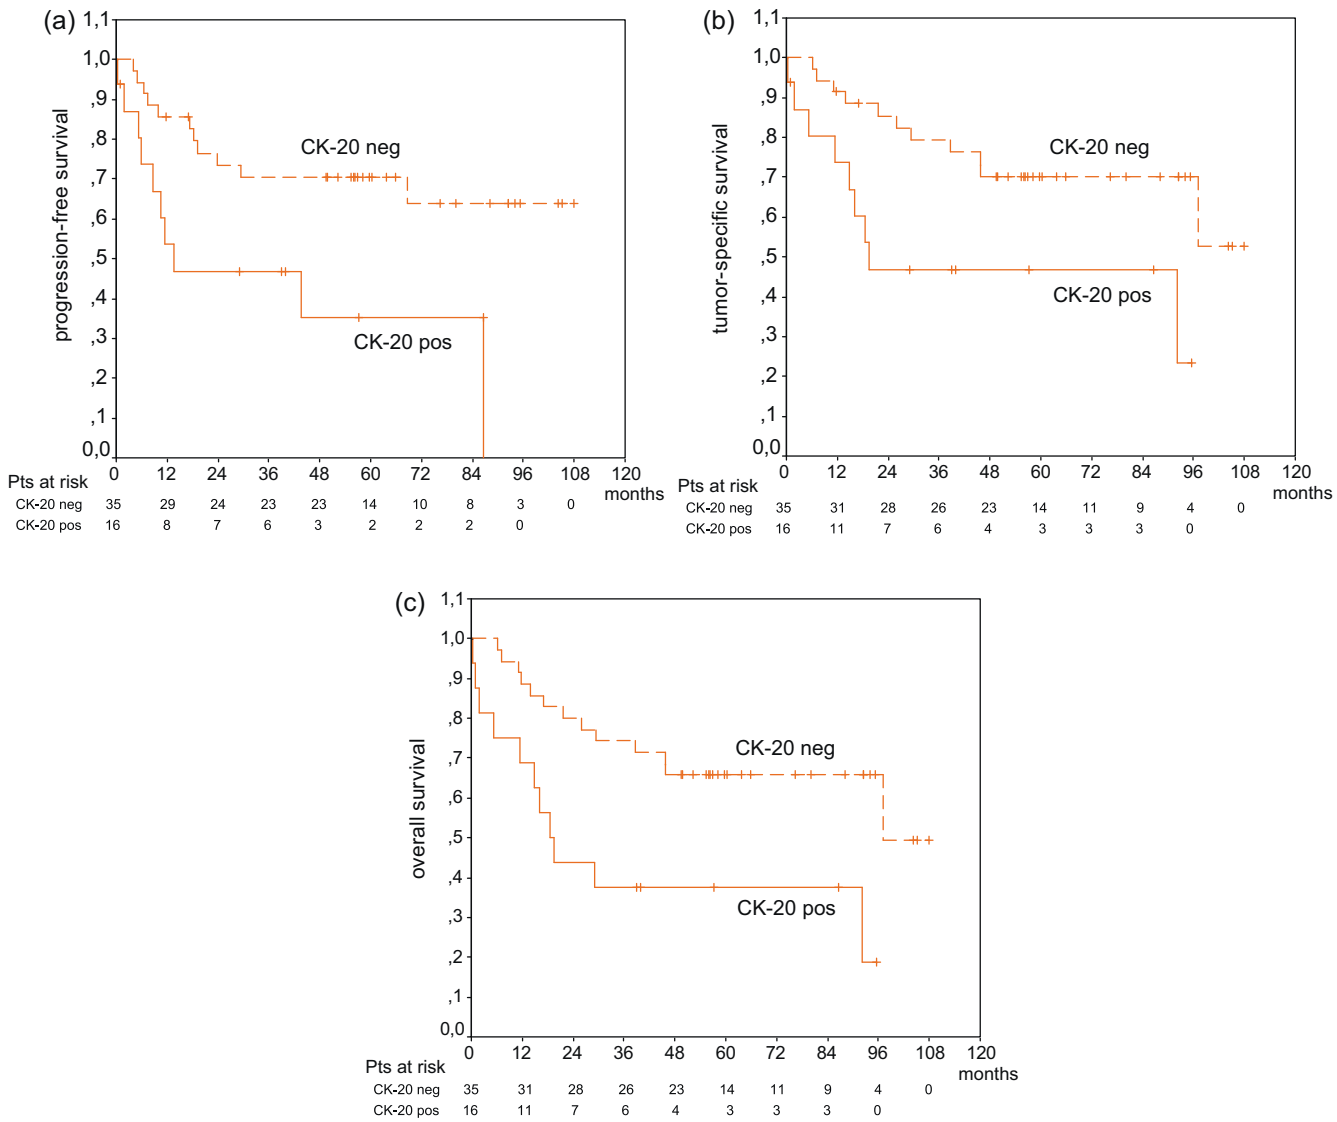 (a)
progression-free survival
1,1
1,0
,9
,8
,7
,6
,5
,4
,3
,2
,1
0,0
CK-20 neg
CK-20 pos
0 12 24 36 48 60 72 84 96 108 120
months
Pts at risk
CK-20 neg 35 29 24 23 23 14 10 8 3 0
CK-20 pos 16 8 7 6 3 2 2 2 0
(b)
tumor-specific survival
1,1
1,0
,9
,8
,7
,6
,5
,4
,3
,2
,1
0,0
CK-20 neg
CK-20 pos
0 12 24 36 48 60 72 84 96 108 120
months
Pts at risk
CK-20 neg 35 31 28 26 23 14 11 9 4 0
CK-20 pos 16 11 7 6 4 3 3 3 0
(c)
overall survival
1,1
1,0
,9
,8
,7
,6
,5
,4
,3
,2
,1
0,0
CK-20 neg
CK-20 pos
0 12 24 36 48 60 72 84 96 108 120
months
Pts at risk
CK-20 neg 35 31 28 26 23 14 11 9 4 0
CK-20 pos 16 11 7 6 4 3 3 3 0